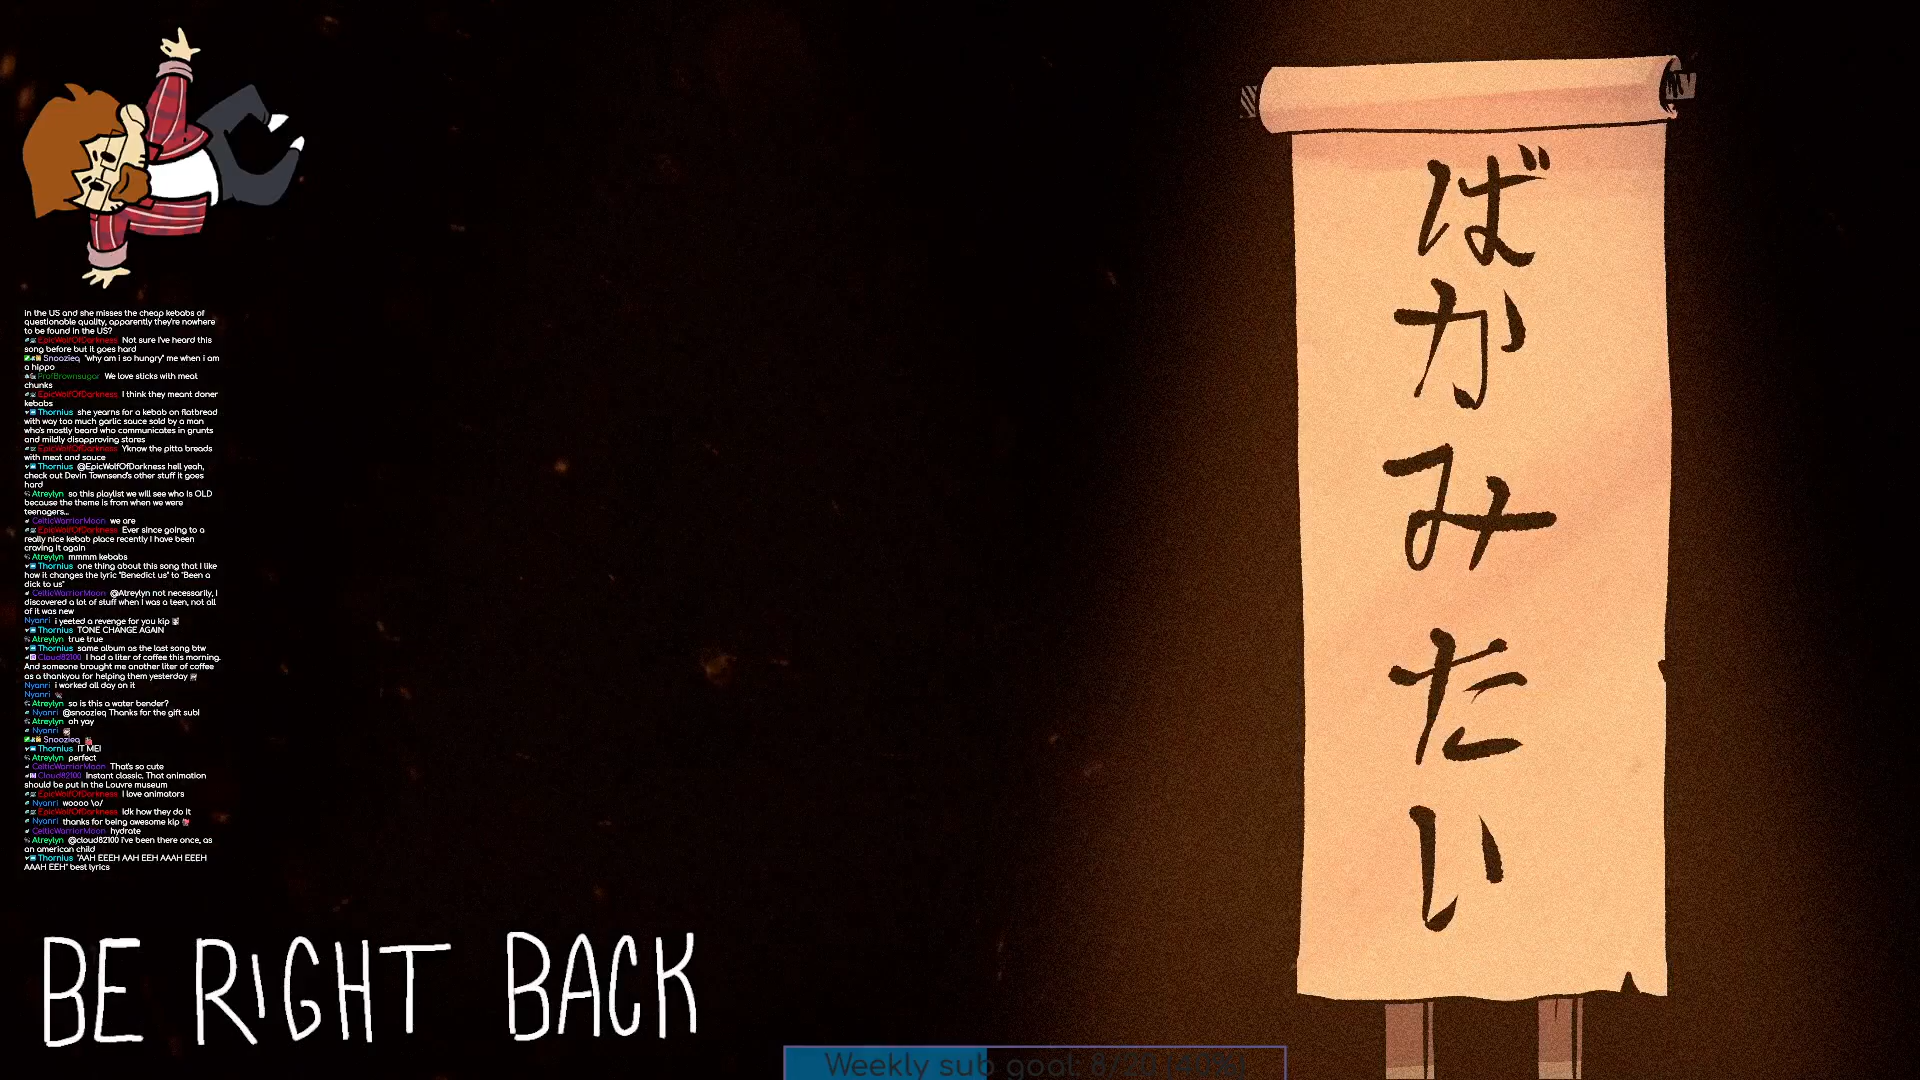 in the US and she misses the cheap kebabs of
questionable quality, apparently they're nowhere
to be found in the US?
EpicWolfOfDarkness Not sure I've heard this
song before but it goes hard
Snoozieq "why am i so hungry" me when i am
a hippo
ProfBrownsugar We love sticks with meat
chunks
EpicWolfOfDarkness I think they meant doner
kebabs
Thornius she yearns for a kebab on flatbread
with way too much garlic sauce sold by a man
who's mostly beard who communicates in grunts
and mildly disapproving stares
EpicWolfOfDarkness Yknow the pitta breads
with meat and sauce
Thornius @EpicWolfOfDarkness hell yeah,
check out Devin Townsend's other stuff it goes
hard
Atreylyn so this playlist we will see who is OLD
because the theme is from when we were
teenagers...
CelticWarriorMoon we are
EpicWolfOfDarkness Ever since going to a
really nice kebab place recently I have been
craving it again
Atreylyn mmmm kebabs
Thornius one thing about this song that I like
how it changes the lyric "Benedict us" to "Been a
dick to us"
CelticWarriorMoon @Atreylyn not necessarily, I
discovered a lot of stuff when I was a teen, not all
of it was new
Nyanri i yeeted a revenge for you kip
Thornius TONE CHANGE AGAIN
Atreylyn true true
Thornius same album as the last song btw
Cloud82100 I had a liter of coffee this morning.
And someone brought me another liter of coffee
as a thankyou for helping them yesterday
Nyanri i worked all day on it
Nyanri
Atreylyn so is this a water bender?
Nyanri @snoozieq Thanks for the gift sub!
Atreylyn oh yay
Nyanri
Snoozieq
Thornius IT ME!
Atreylyn perfect
CelticWarriorMoon That's so cute
Cloud82100 Instant classic. That animation
should be put in the Louvre museum
EpicWolfOfDarkness I love animators
Nyanri woooo \o/
EpicWolfOfDarkness Idk how they do it
Nyanri thanks for being awesome kip
CelticWarriorMoon hydrate
Atreylyn @cloud82100 i've been there once, as
an american child
Thornius "AAH EEEH AAH EEH AAAH EEEH
AAAH EEH" best lyrics
BE RIGHT BACK
ばかみたい
Weekly sub goal: 8/20 (40%)